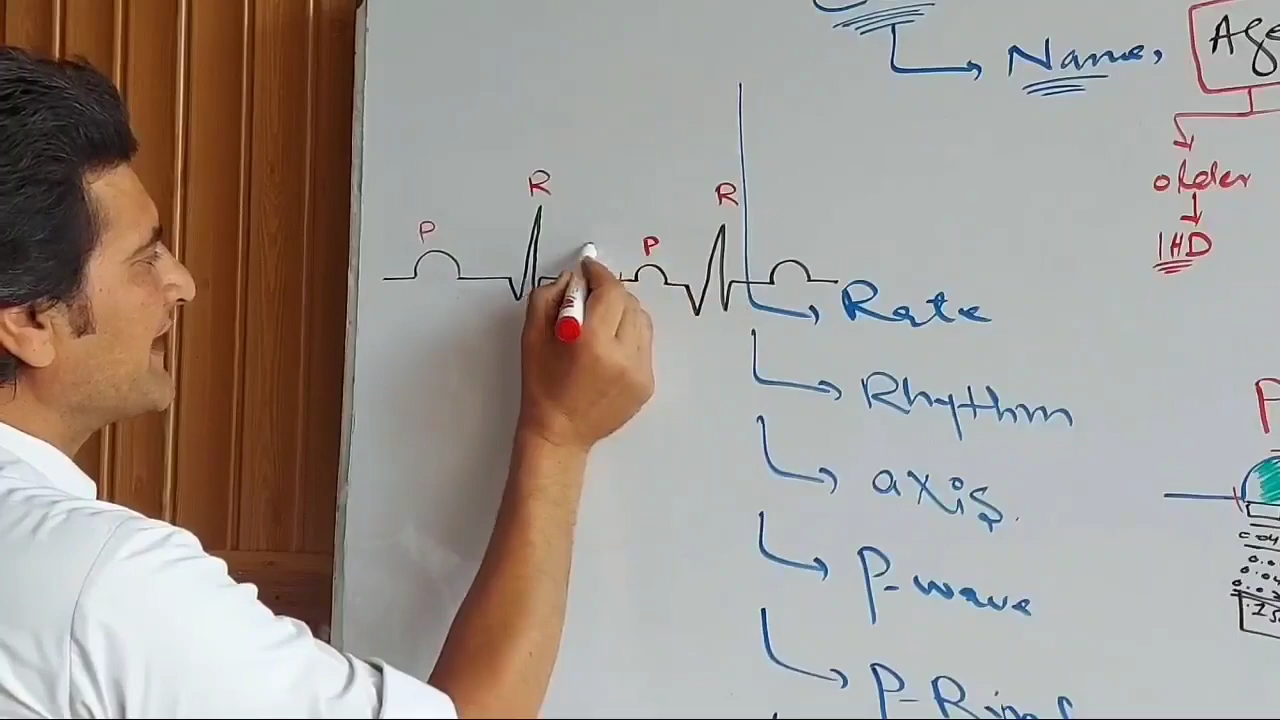 Name, Age
older
IHD
P R P R
Rate
Rhythm
axis
P-wave